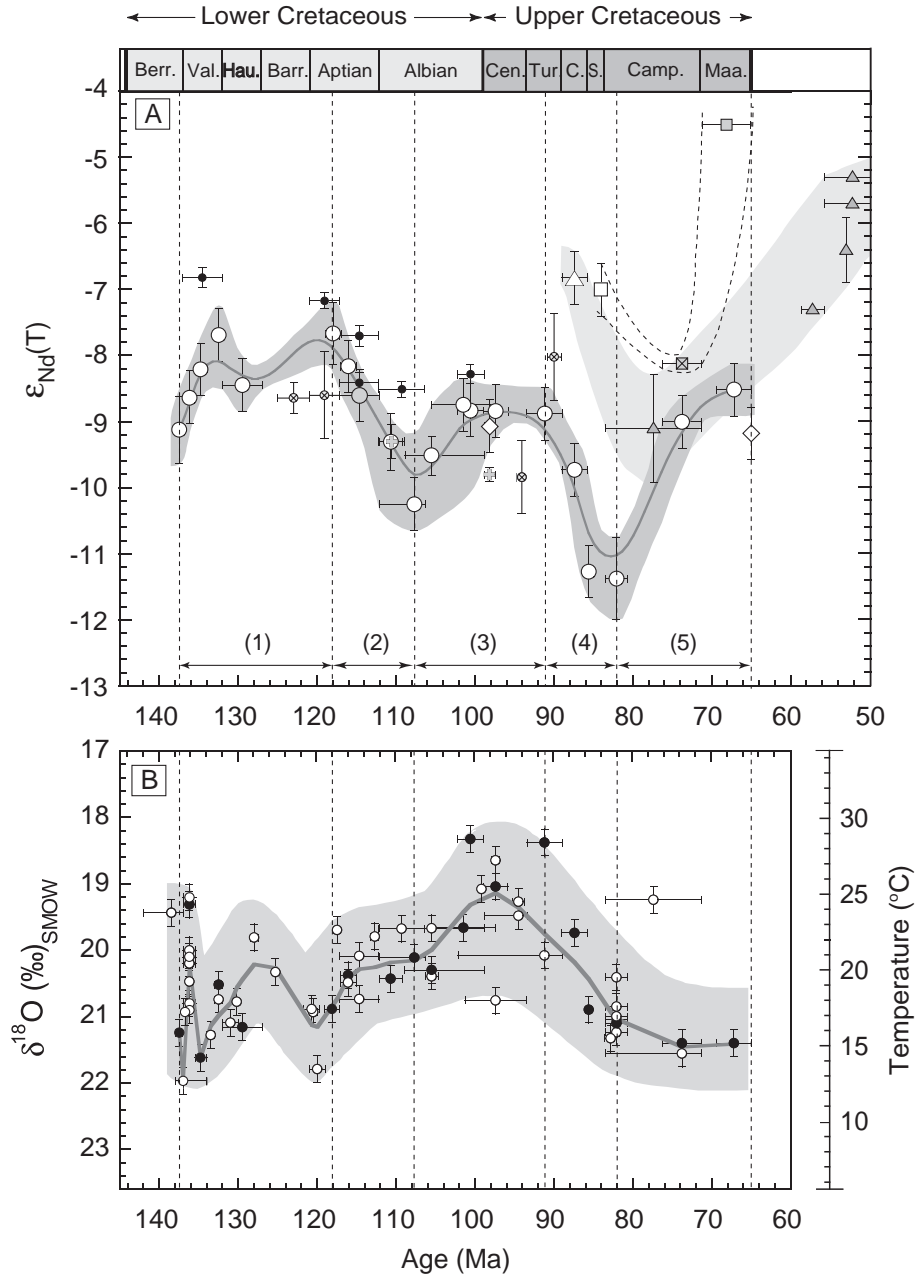 Lower Cretaceous Upper Cretaceous
Berr. Val. Hau. Barr. Aptian Albian Cen. Tur. C. S. Camp. Maa.
A
-4
-5
-6
-7
-8
-9
-10
-11
-12
-13
εNd(T)
(1) (2) (3) (4) (5)
140 130 120 110 100 90 80 70 60 50
B
17
18
19
20
21
22
23
δ18O (‰)SMOW
30
25
20
15
10
Temperature (°C)
140 130 120 110 100 90 80 70 60
Age (Ma)